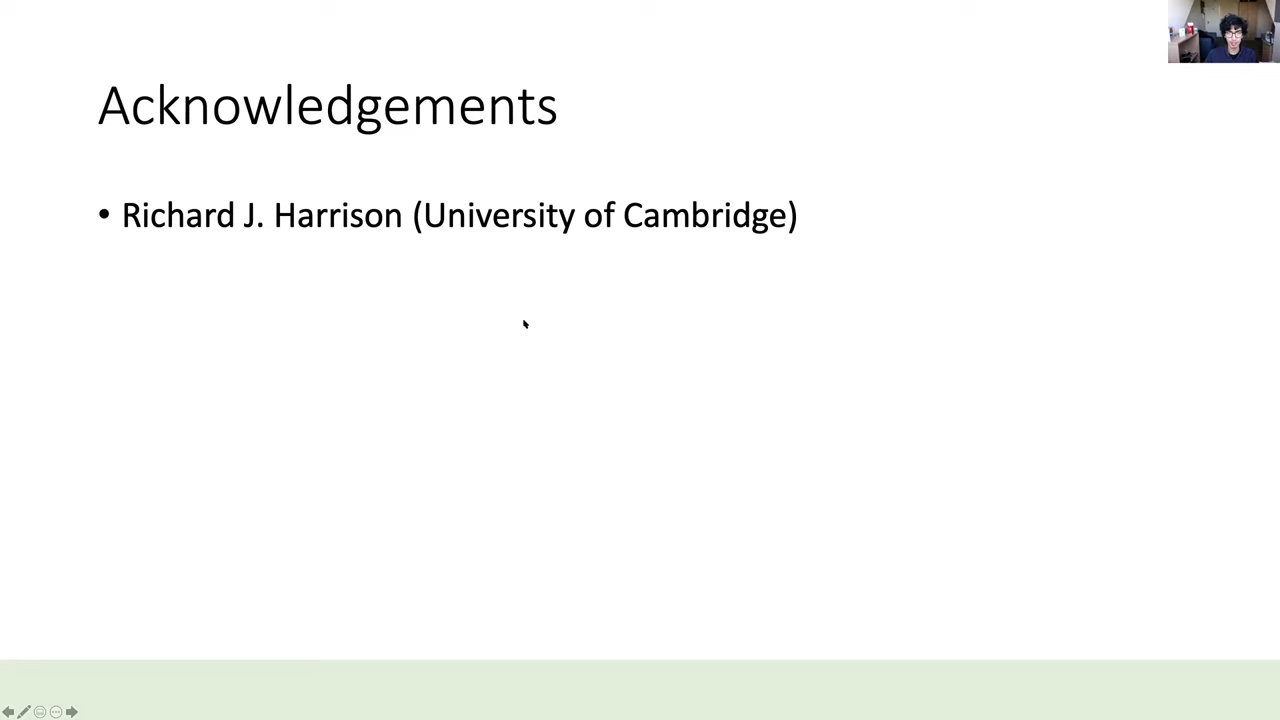 Acknowledgements
• Richard J. Harrison (University of Cambridge)